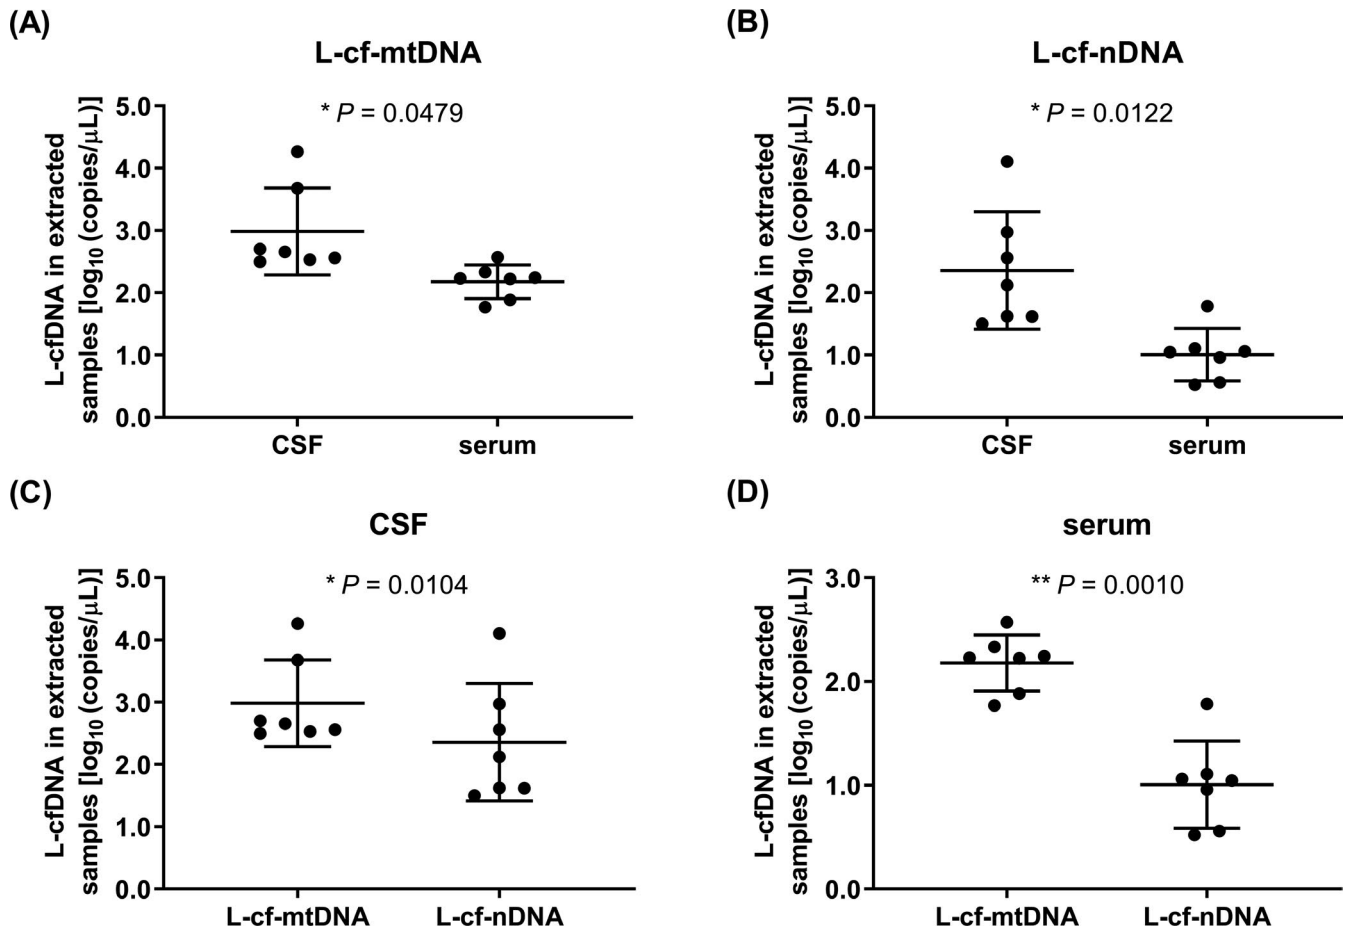 (A)
L-cf-mtDNA
* P = 0.0479
L-cfDNA in extracted
samples [log10 (copies/μL)]
5.0
4.0
3.0
2.0
1.0
0.0
CSF serum
(B)
L-cf-nDNA
* P = 0.0122
L-cfDNA in extracted
samples [log10 (copies/μL)]
5.0
4.0
3.0
2.0
1.0
0.0
CSF serum
(C)
CSF
* P = 0.0104
L-cfDNA in extracted
samples [log10 (copies/μL)]
5.0
4.0
3.0
2.0
1.0
0.0
L-cf-mtDNA L-cf-nDNA
(D)
serum
** P = 0.0010
L-cfDNA in extracted
samples [log10 (copies/μL)]
3.0
2.0
1.0
0.0
L-cf-mtDNA L-cf-nDNA